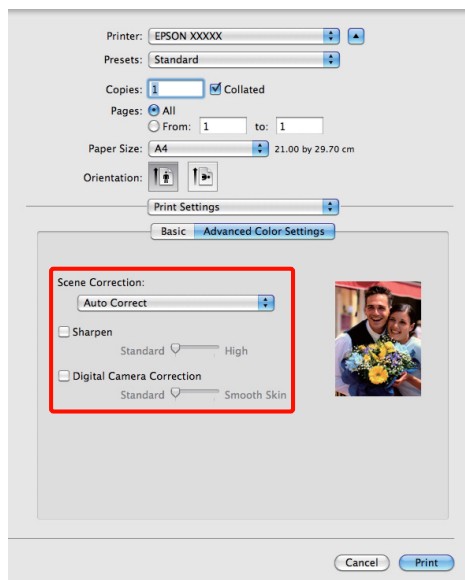 Printer: EPSON XXXXX
Presets: Standard
Copies: 1 Collated
Pages: All
From: 1 to: 1
Paper Size: A4 21.00 by 29.70 cm
Orientation:
Print Settings
Basic Advanced Color Settings
Scene Correction:
Auto Correct
Sharpen
Standard High
Digital Camera Correction
Standard Smooth Skin
Cancel Print